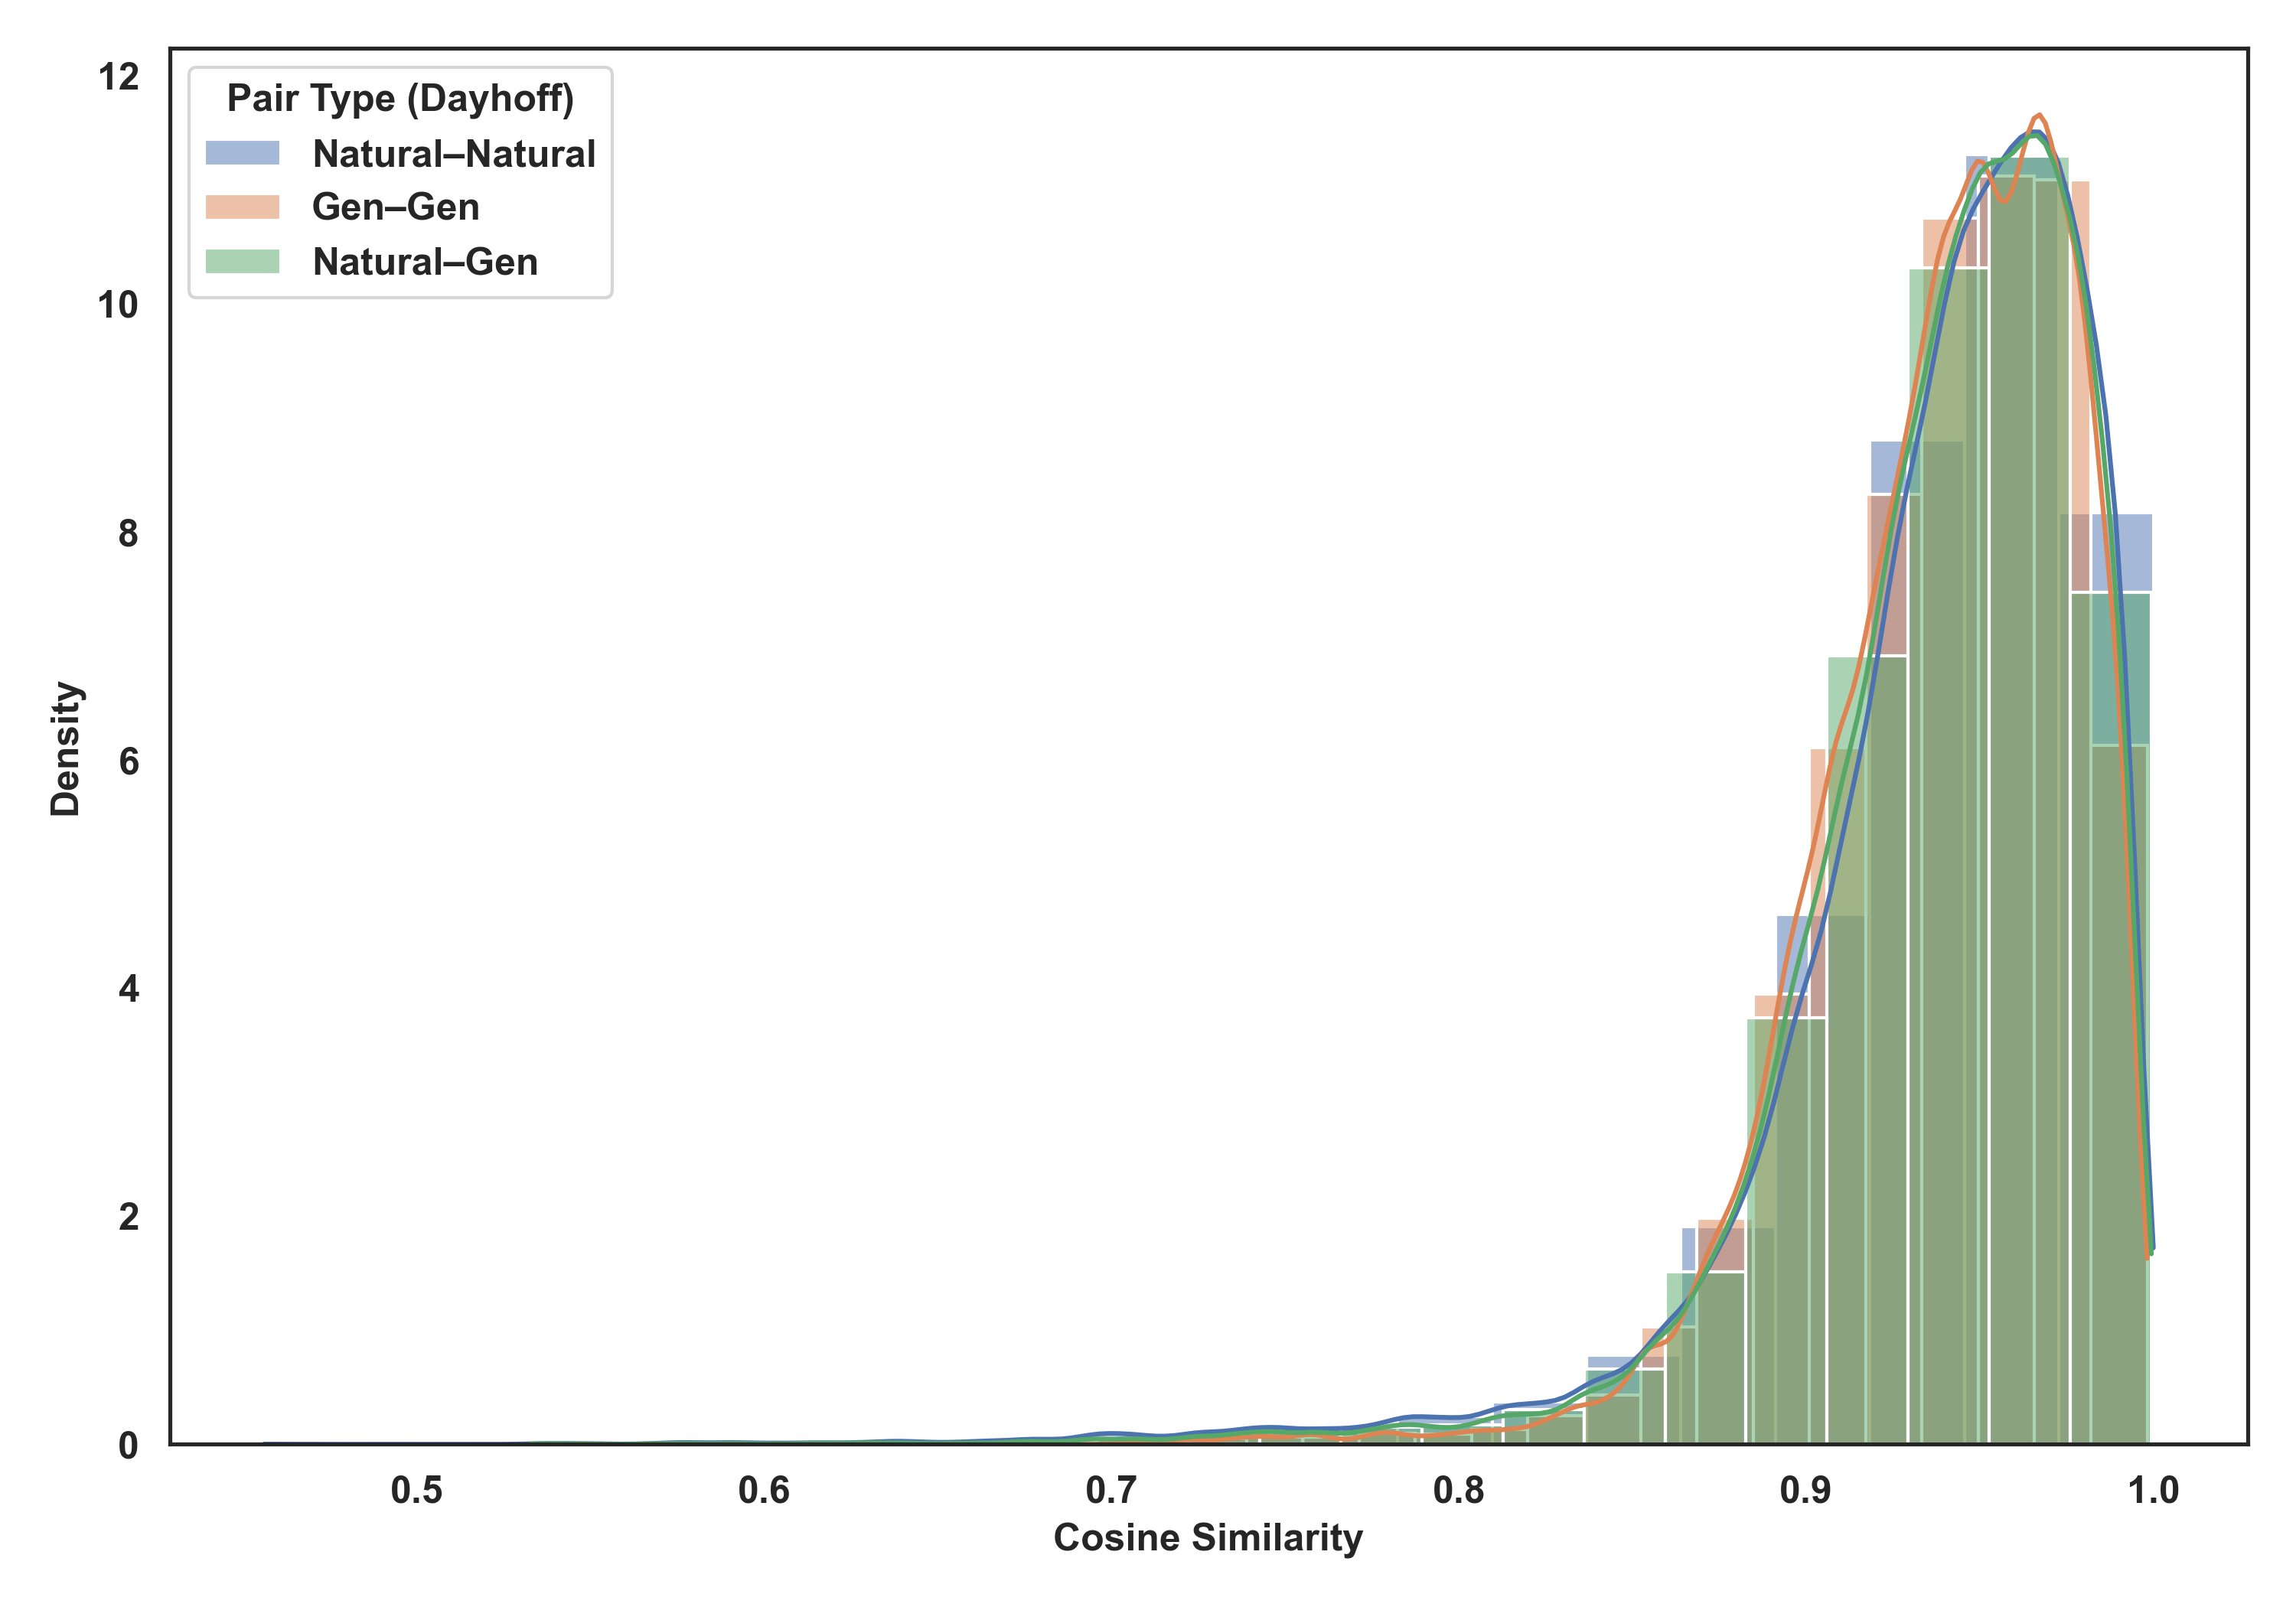 Pair Type (Dayhoff)
Natural–Natural
Gen–Gen
Natural–Gen
12
10
8
6
4
2
0
Density
0.5 0.6 0.7 0.8 0.9 1.0
Cosine Similarity